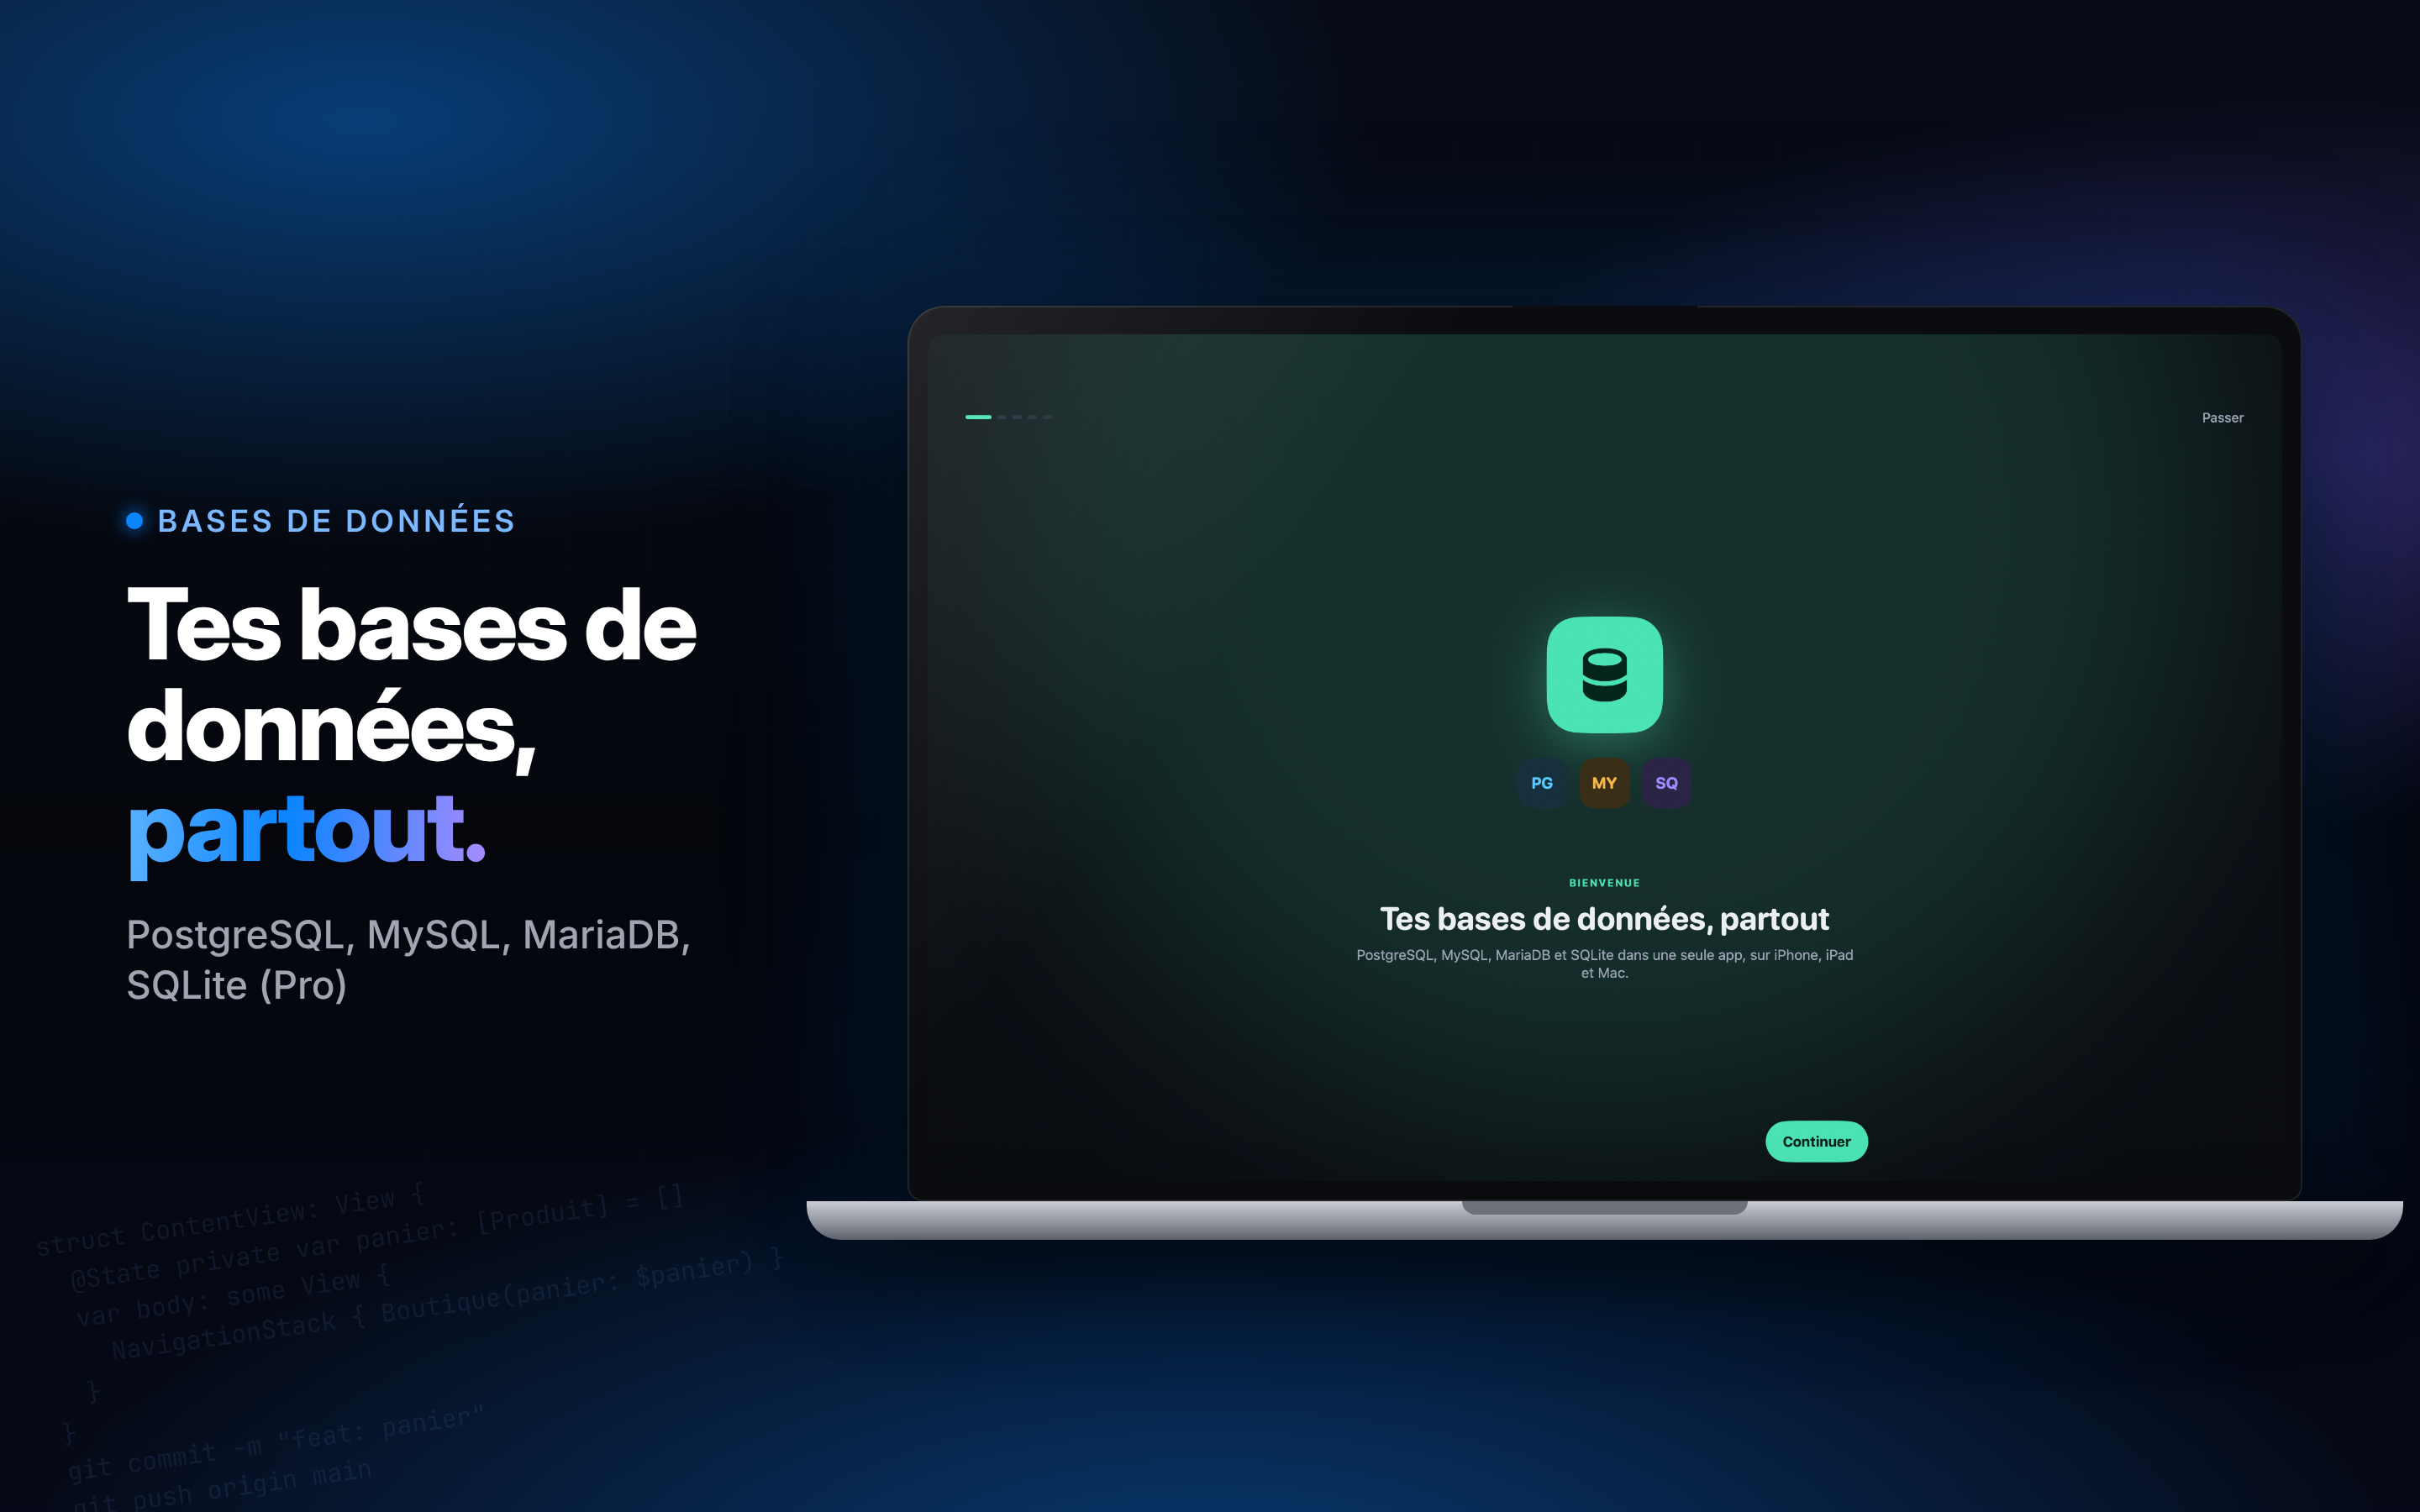 BASES DE DONNÉES
Tes bases de
données,
partout.
PostgreSQL, MySQL, MariaDB,
SQLite (Pro)
Passer
PG MY SQ
BIENVENUE
Tes bases de données, partout
PostgreSQL, MySQL, MariaDB et SQLite dans une seule app, sur iPhone, iPad
et Mac.
Continuer
struct ContentView: View {
@State private var panier: [Produit] = []
var body: some View {
NavigationStack { Boutique(panier: $panier) }
}
}
git commit -m "feat: panier"
git push origin main